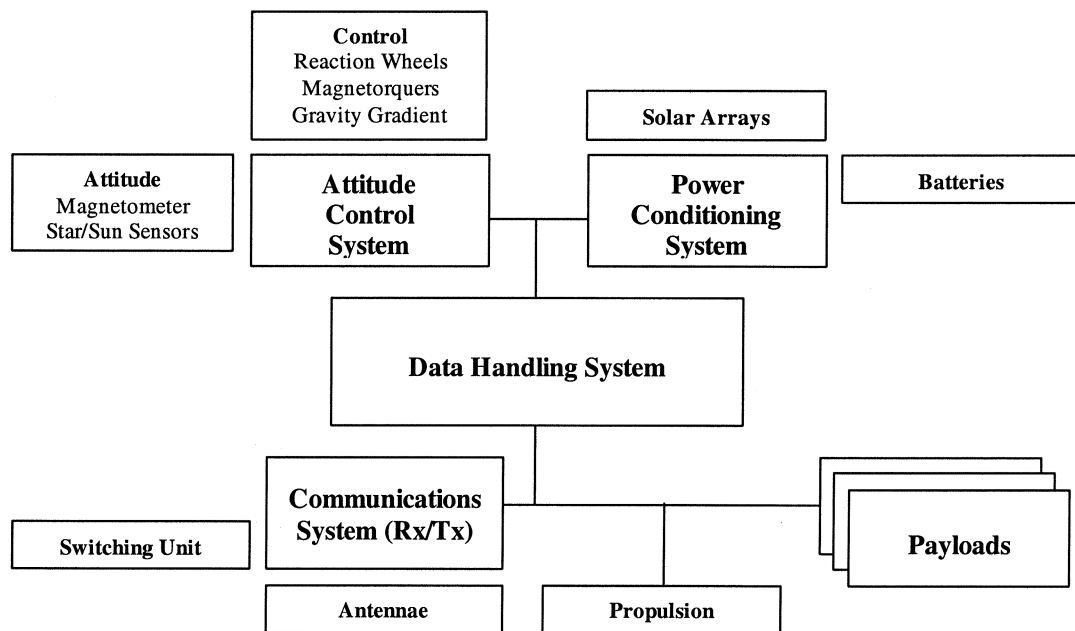 Control
Reaction Wheels
Magnetorquers
Gravity Gradient
Solar Arrays
Attitude
Magnetometer
Star/Sun Sensors
Attitude
Control
System
Power
Conditioning
System
Batteries
Data Handling System
Communications
System (Rx/Tx)
Switching Unit
Payloads
Antennae
Propulsion